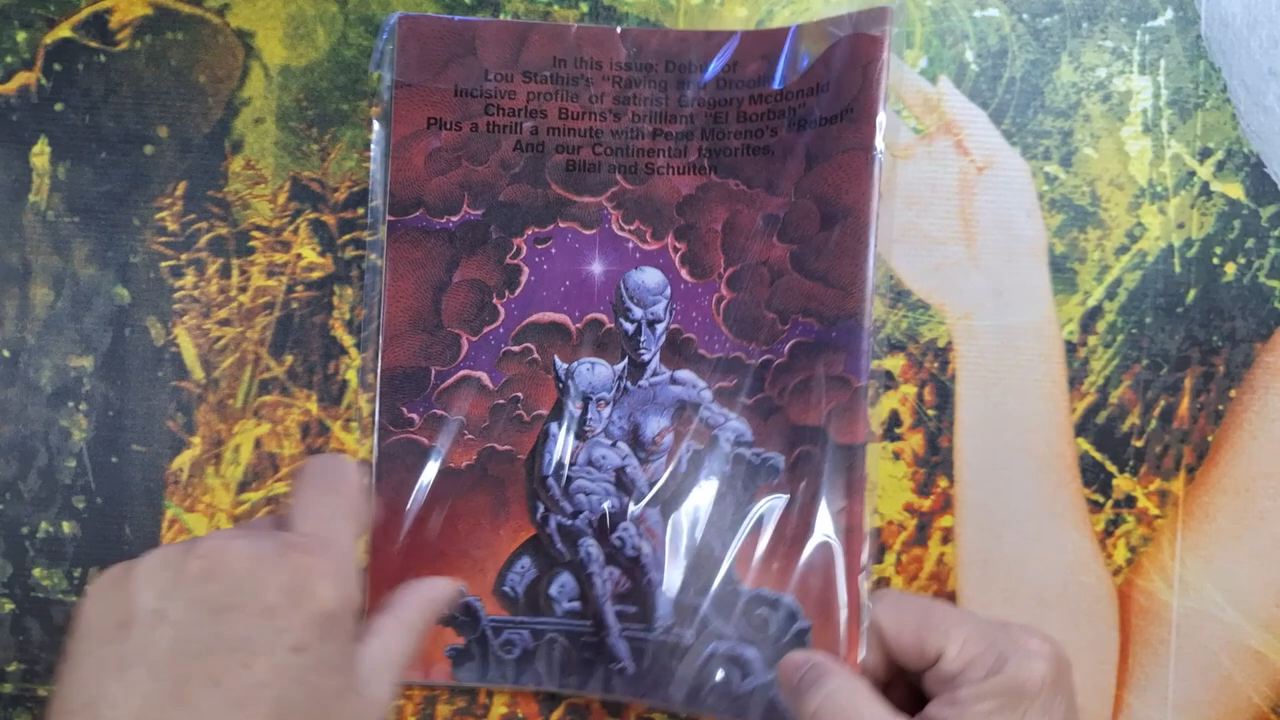 In this issue: Debut of
Lou Stathis's "Raving and Drooling"
Incisive profile of satirist Gregory Mcdonald
Charles Burns's brilliant "El Borbah"
Plus a thrill a minute with Pepe Moreno's "Rebel"
And our Continental favorites,
Bilal and Schuiten